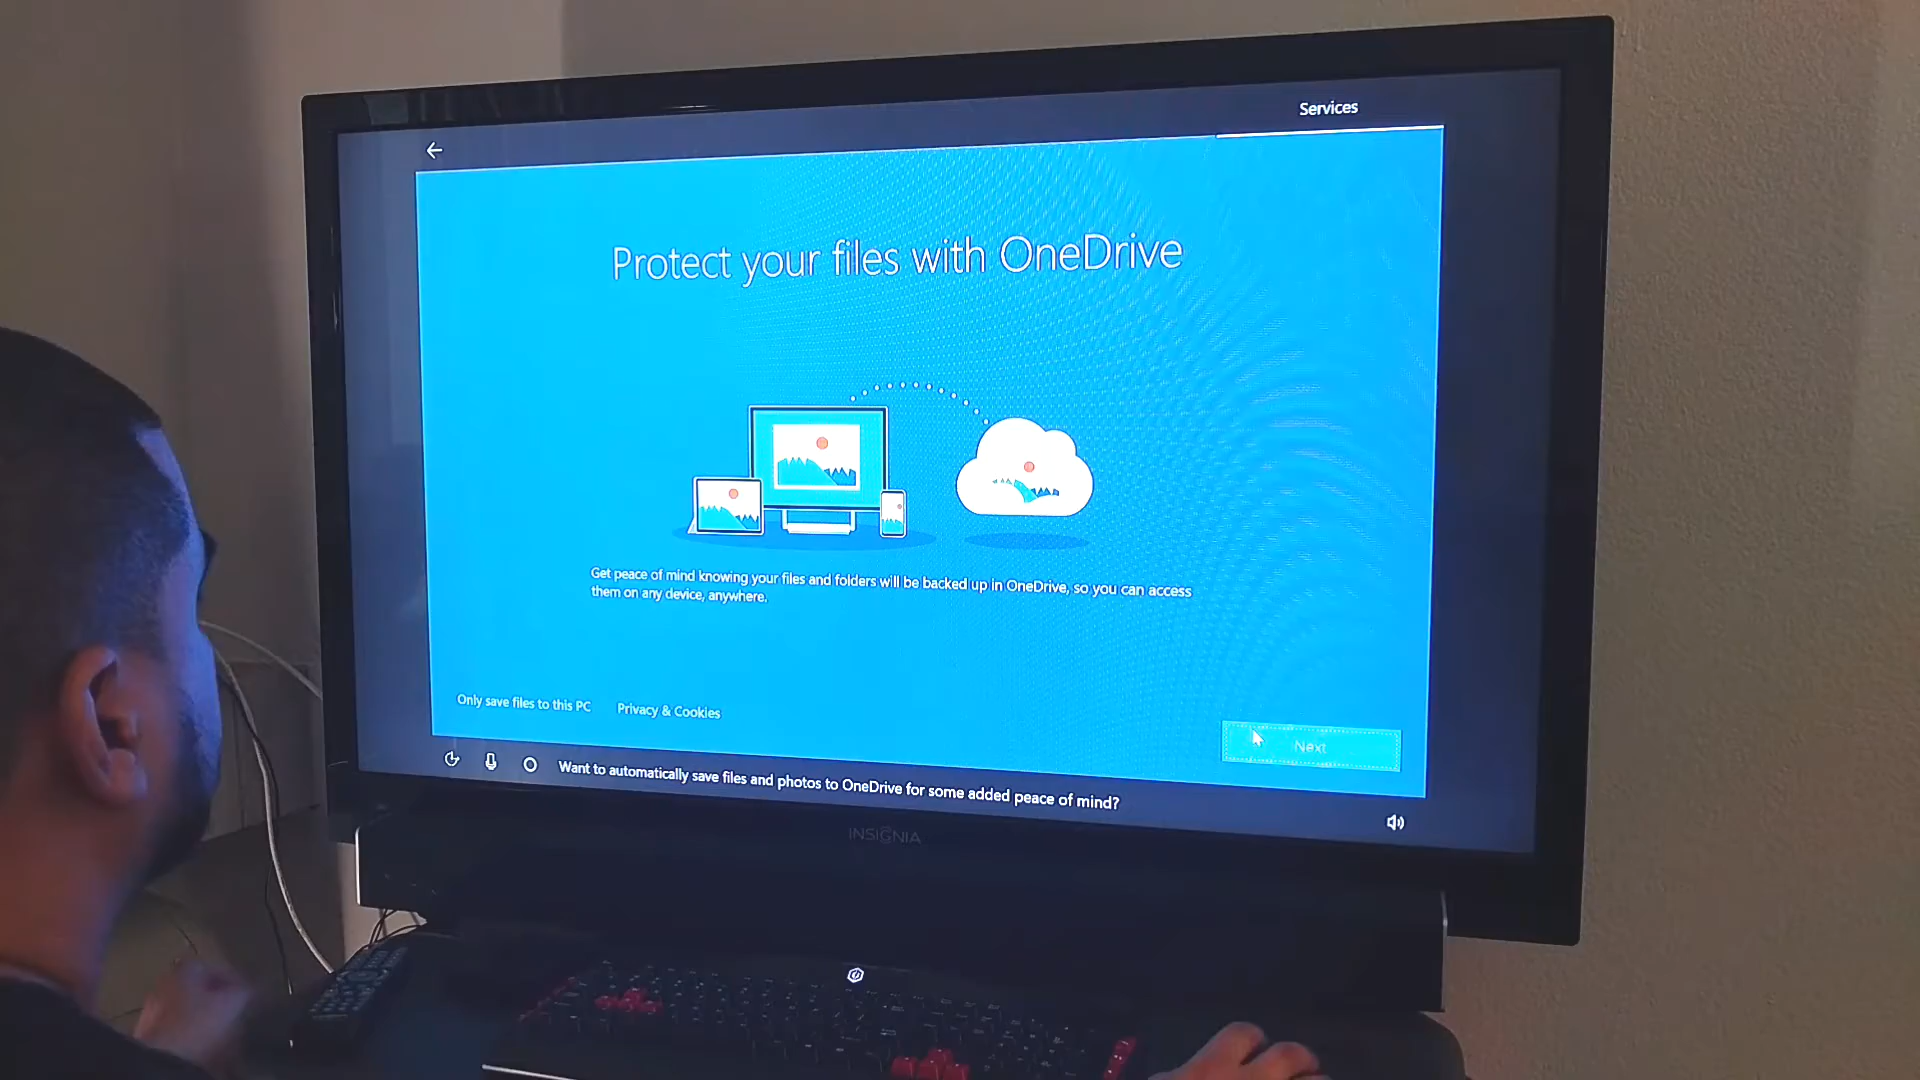 Services
Protect your files with OneDrive
Get peace of mind knowing your files and folders will be backed up in OneDrive, so you can access
them on any device, anywhere.
Only save files to this PC
Privacy & Cookies
Next
Want to automatically save files and photos to OneDrive for some added peace of mind?
INSIGNIA